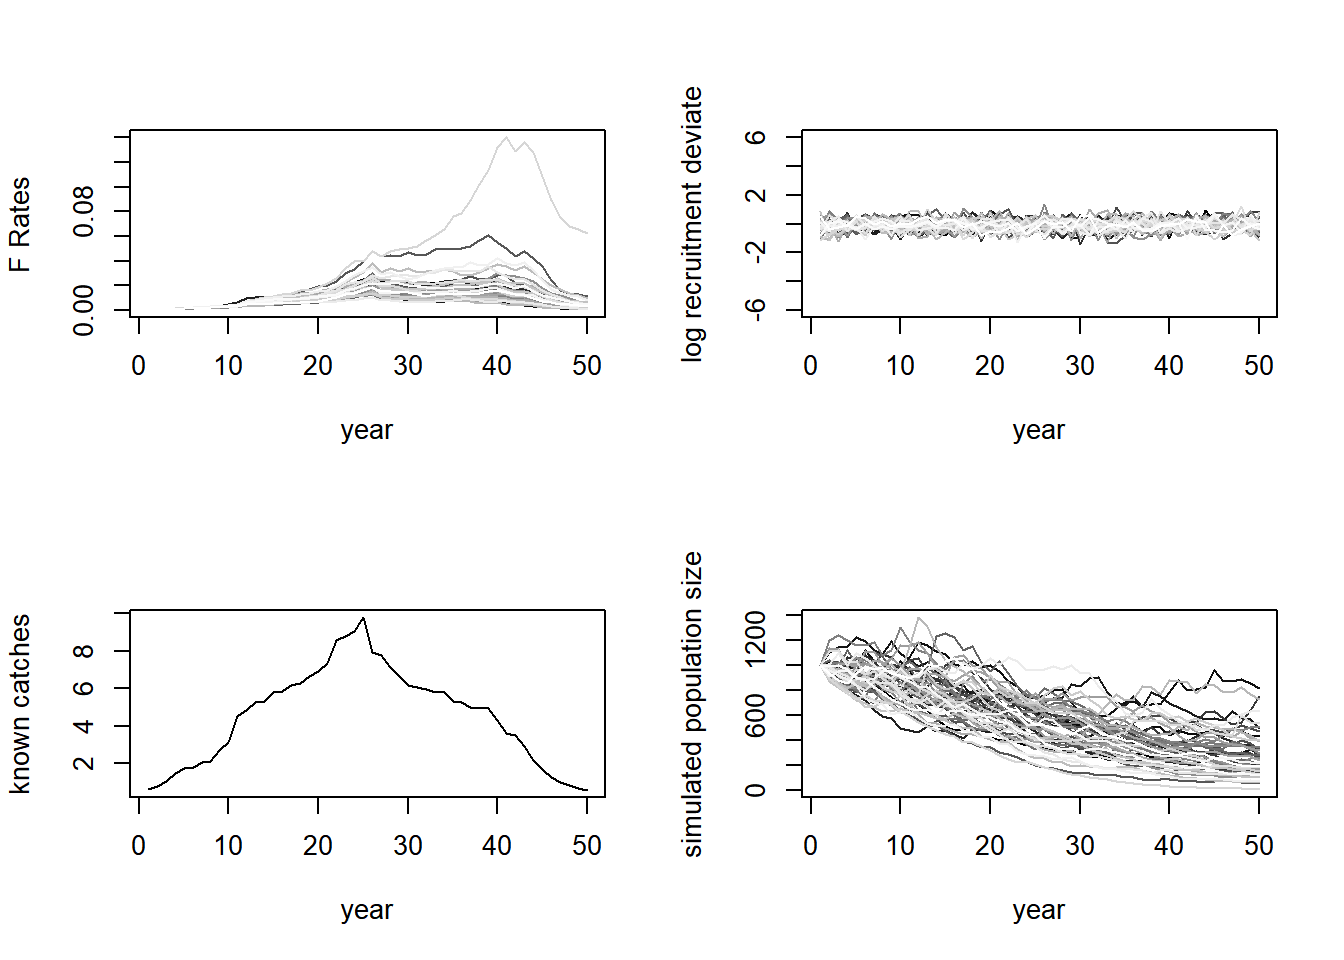 F Rates
0.00 0.08
0 10 20 30 40 50
year
log recruitment deviate
-6 -2 2 6
0 10 20 30 40 50
year
known catches
2 4 6 8
0 10 20 30 40 50
year
simulated population size
0 600 1200
0 10 20 30 40 50
year